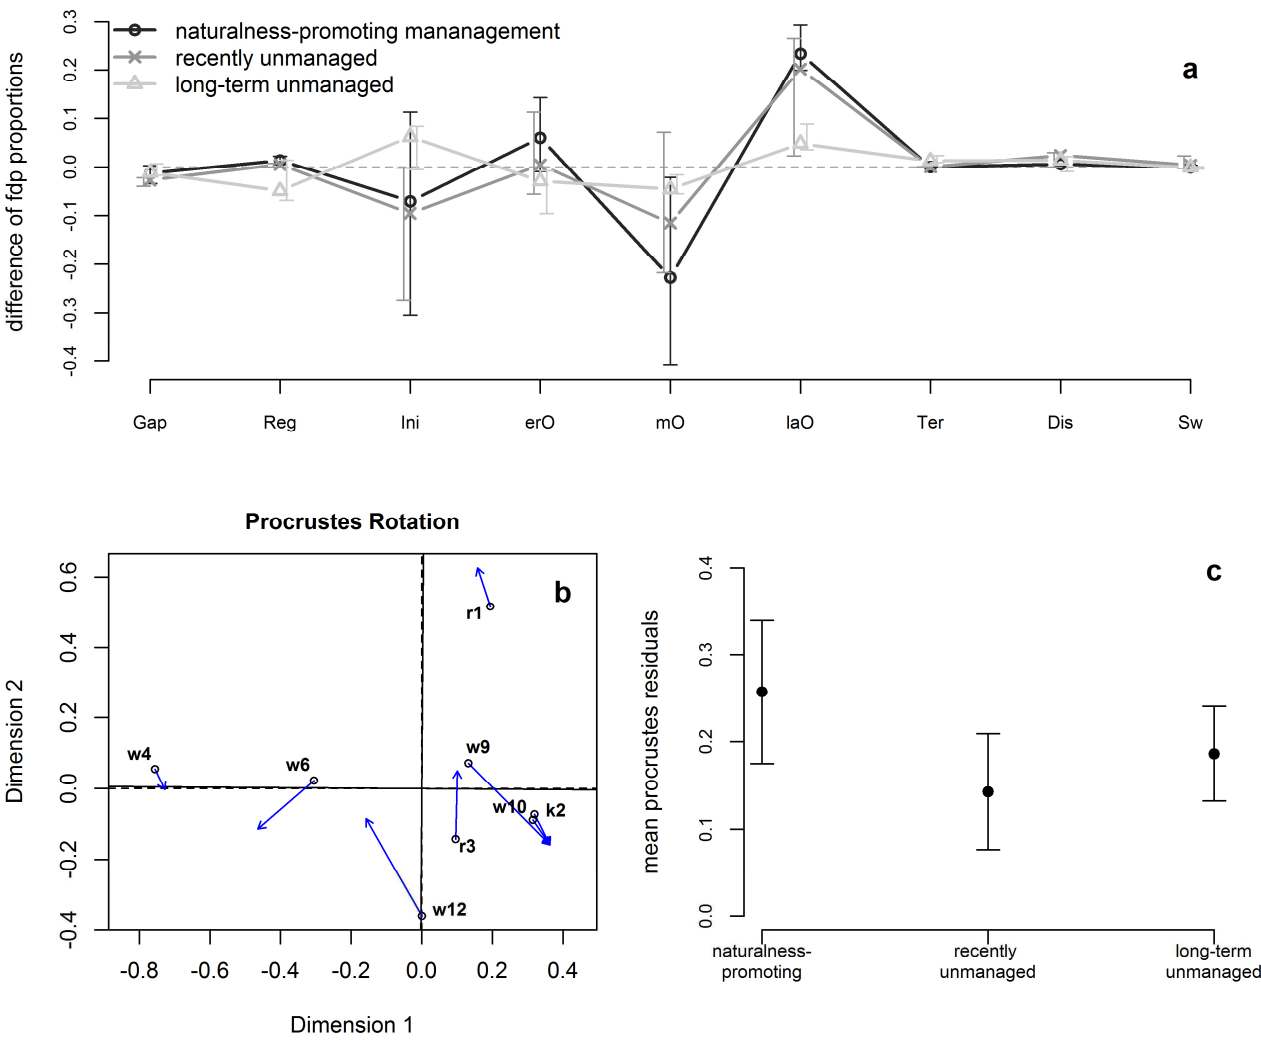 naturalness-promoting mananagement
recently unmanaged
long-term unmanaged
a
difference of fdp proportions
0.3
0.2
0.1
0.0
-0.1
-0.2
-0.3
-0.4
Gap Reg Ini erO mO laO Ter Dis Sw
Procrustes Rotation
b
Dimension 2
0.6
0.4
0.2
0.0
-0.2
-0.4
r1
w4
w6
w9
w10 k2
r3
w12
-0.8 -0.6 -0.4 -0.2 0.0 0.2 0.4
Dimension 1
c
mean procrustes residuals
0.4
0.3
0.2
0.1
0.0
naturalness-
promoting
recently
unmanaged
long-term
unmanaged